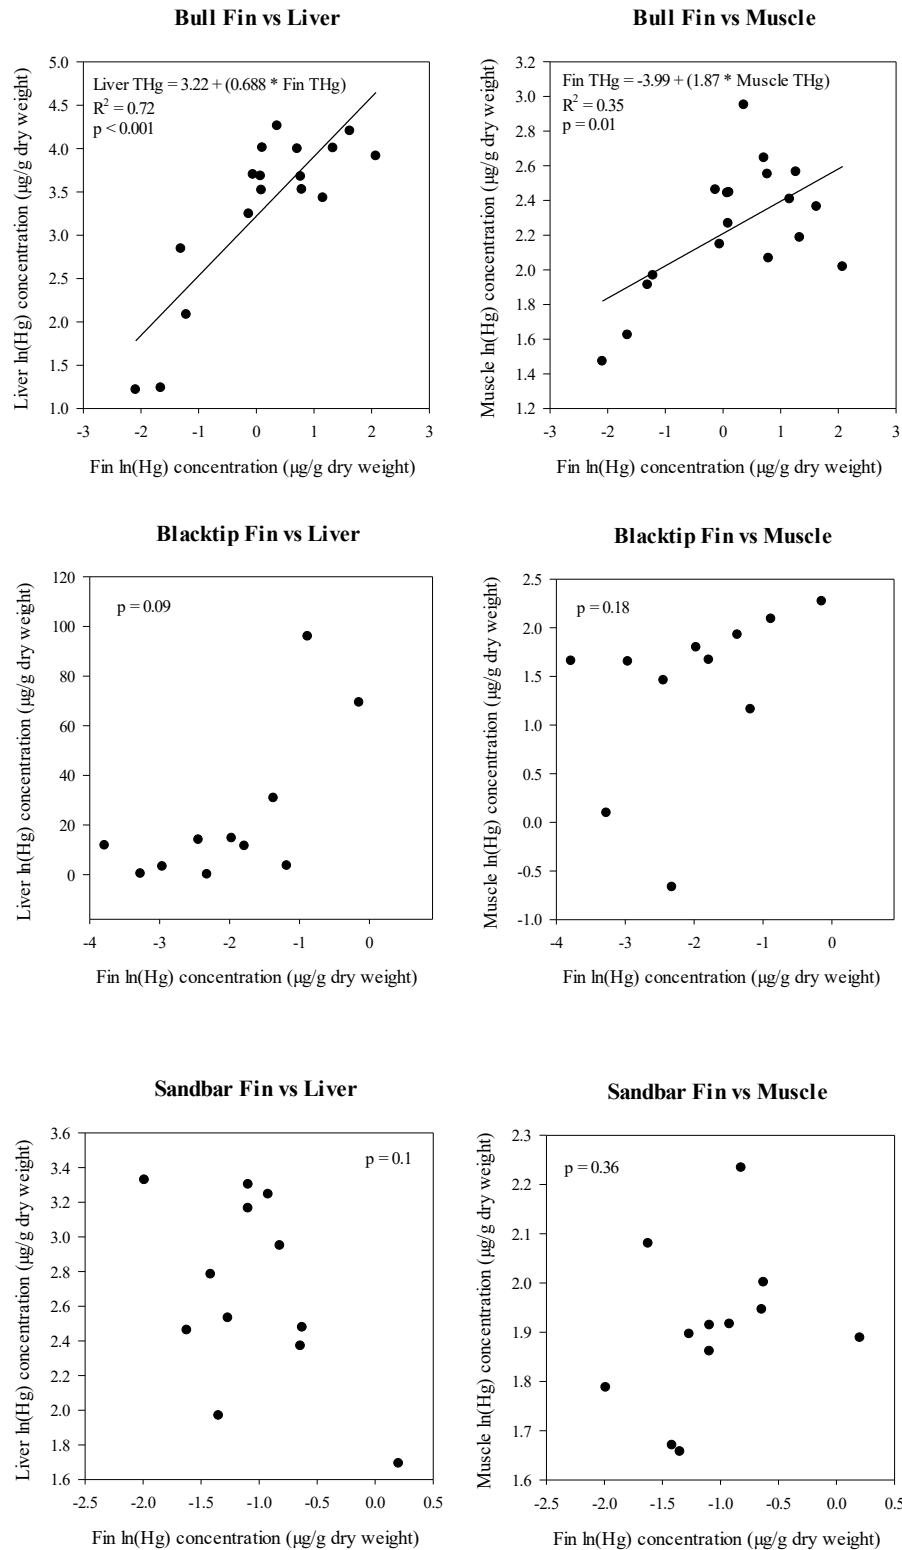 Bull Fin vs Liver
Liver THg = 3.22 + (0.688 * Fin THg)
R² = 0.72
p < 0.001
Liver ln(Hg) concentration (μg/g dry weight)
5.0
4.5
4.0
3.5
3.0
2.5
2.0
1.5
1.0
-3 -2 -1 0 1 2 3
Fin ln(Hg) concentration (μg/g dry weight)
Bull Fin vs Muscle
Fin THg = -3.99 + (1.87 * Muscle THg)
R² = 0.35
p = 0.01
Muscle ln(Hg) concentration (μg/g dry weight)
3.2
3.0
2.8
2.6
2.4
2.2
2.0
1.8
1.6
1.4
1.2
-3 -2 -1 0 1 2 3
Fin ln(Hg) concentration (μg/g dry weight)
Blacktip Fin vs Liver
p = 0.09
Liver ln(Hg) concentration (μg/g dry weight)
120
100
80
60
40
20
0
-4 -3 -2 -1 0
Fin ln(Hg) concentration (μg/g dry weight)
Blacktip Fin vs Muscle
p = 0.18
Muscle ln(Hg) concentration (μg/g dry weight)
2.5
2.0
1.5
1.0
0.5
0.0
-0.5
-1.0
-4 -3 -2 -1 0
Fin ln(Hg) concentration (μg/g dry weight)
Sandbar Fin vs Liver
p = 0.1
Liver ln(Hg) concentration (μg/g dry weight)
3.6
3.4
3.2
3.0
2.8
2.6
2.4
2.2
2.0
1.8
1.6
-2.5 -2.0 -1.5 -1.0 -0.5 0.0 0.5
Fin ln(Hg) concentration (μg/g dry weight)
Sandbar Fin vs Muscle
p = 0.36
Muscle ln(Hg) concentration (μg/g dry weight)
2.3
2.2
2.1
2.0
1.9
1.8
1.7
1.6
-2.5 -2.0 -1.5 -1.0 -0.5 0.0 0.5
Fin ln(Hg) concentration (μg/g dry weight)